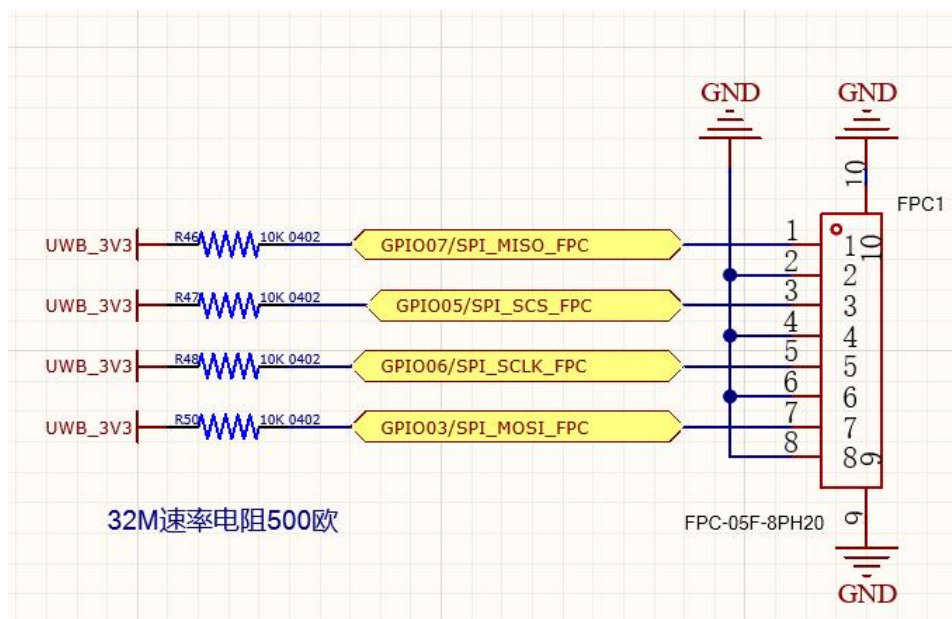 GND GND
10
FPC1
UWB_3V3 R46 10K 0402 GPIO07/SPI_MISO_FPC 1 1 10
2 2
UWB_3V3 R47 10K 0402 GPIO05/SPI_SCS_FPC 3 3
4 4
UWB_3V3 R48 10K 0402 GPIO06/SPI_SCLK_FPC 5 5
6 6
UWB_3V3 R50 10K 0402 GPIO03/SPI_MOSI_FPC 7 7
8 8 9
32M速率电阻500欧
FPC-05F-8PH20 9
GND